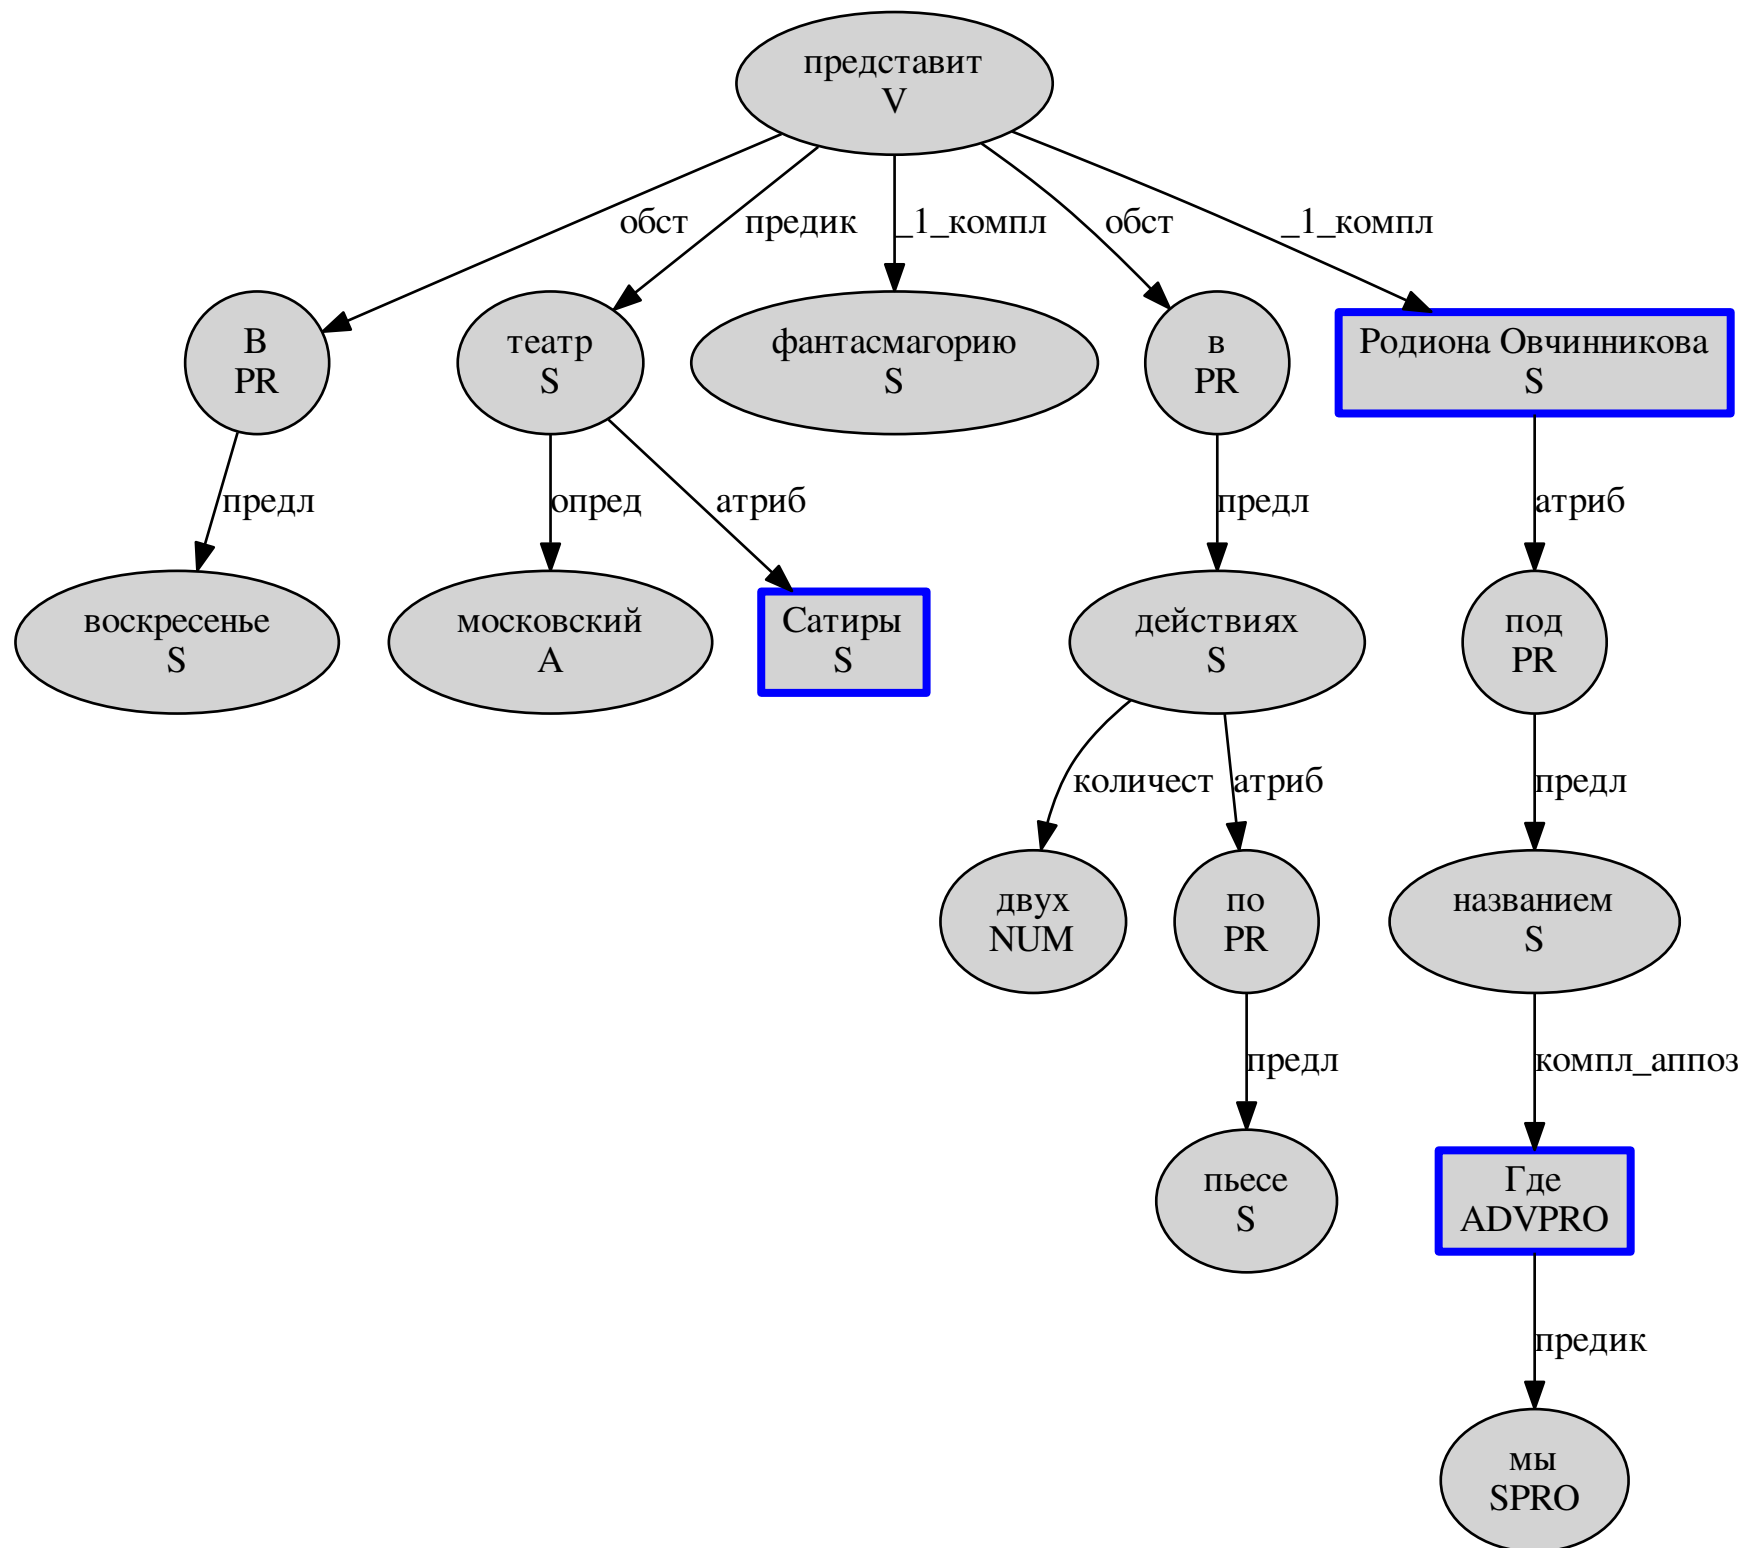 представит
V
обст
предик
_1_компл
обст
_1_компл
В
PR
театр
S
фантасмагорию
S
в
PR
Родиона Овчинникова
S
предл
опред
атриб
предл
атриб
воскресенье
S
московский
A
Сатиры
S
действиях
S
под
PR
количест
атриб
предл
двух
NUM
по
PR
названием
S
предл
компл_аппоз
пьесе
S
Где
ADVPRO
предик
мы
SPRO